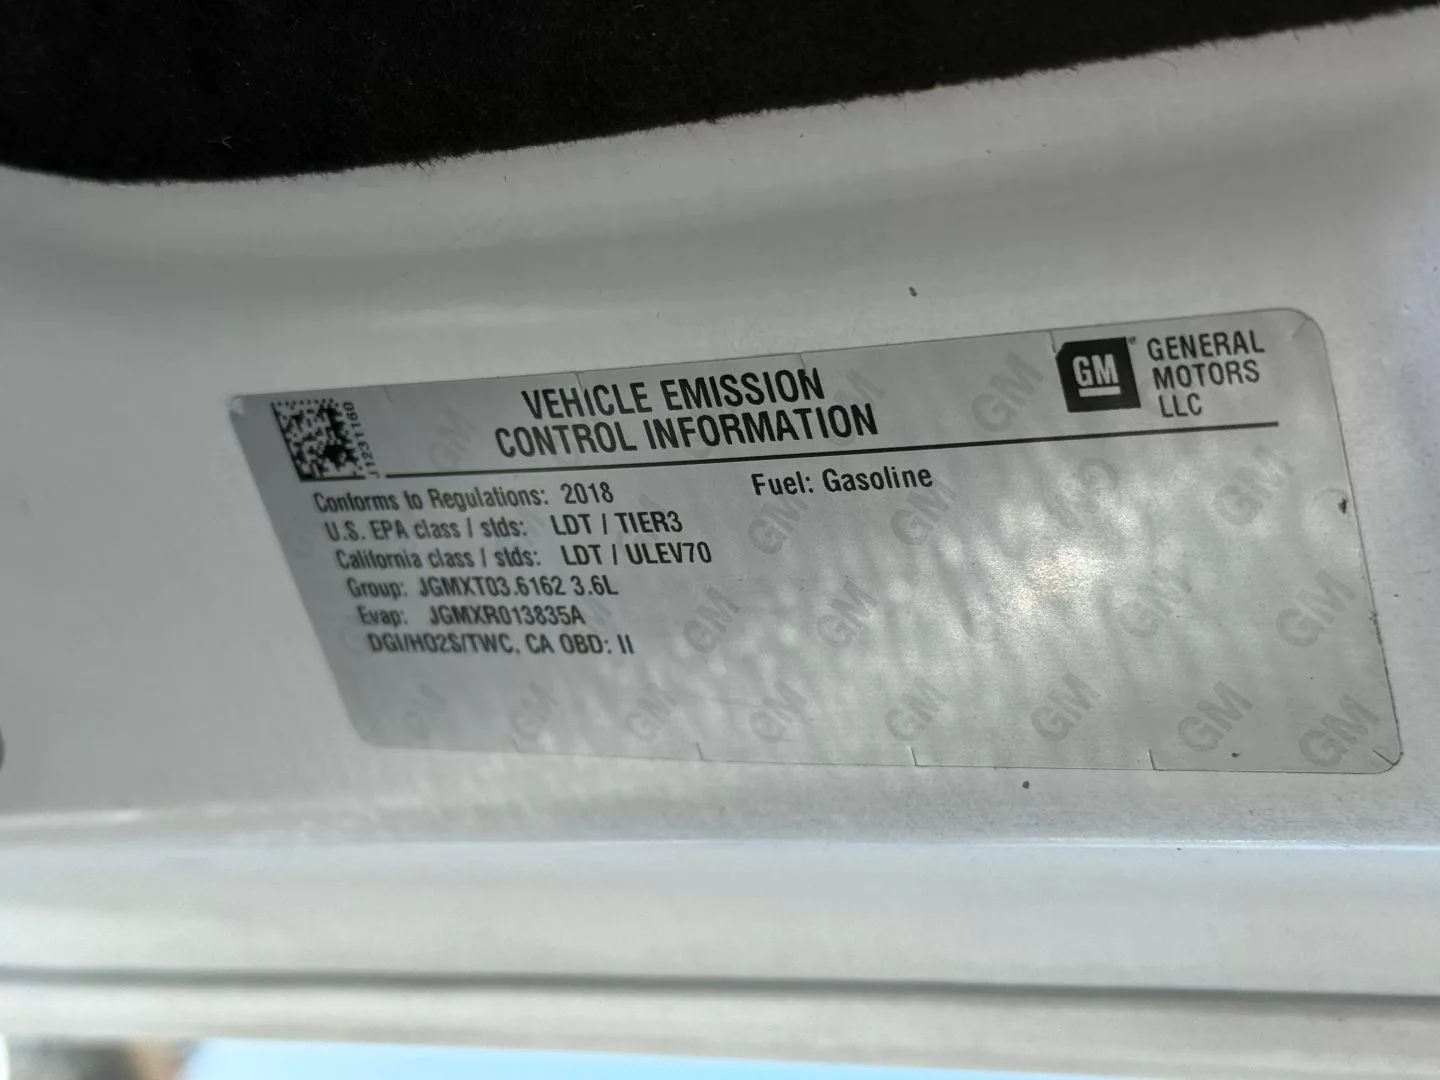 J1231160
VEHICLE EMISSION
CONTROL INFORMATION
GM
GENERAL
MOTORS
LLC
Conforms to Regulations: 2018
Fuel: Gasoline
U.S. EPA class / stds: LDT / TIER3
California class / stds: LDT / ULEV70
Group: JGMXT03.6162 3.6L
Evap: JGMXR013835A
DGI/HO2S/TWC, CA OBD: II